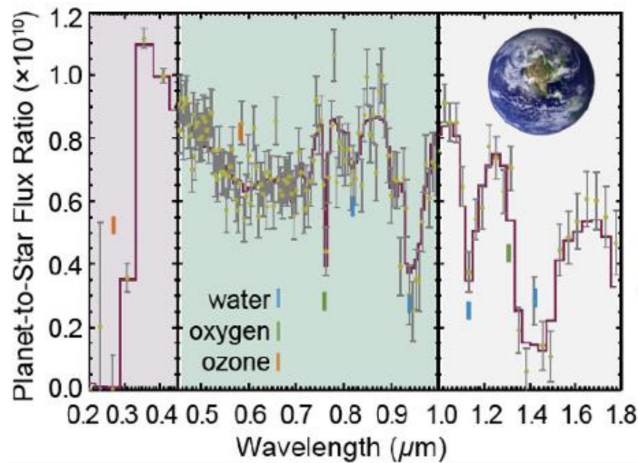 Planet-to-Star Flux Ratio (×10¹⁰)
1.2
1.0
0.8
0.6
0.4
0.2
0.0
water
oxygen
ozone
0.2 0.3 0.4 0.5 0.6 0.7 0.8 0.9 1.0 1.2 1.4 1.6 1.8
Wavelength (μm)